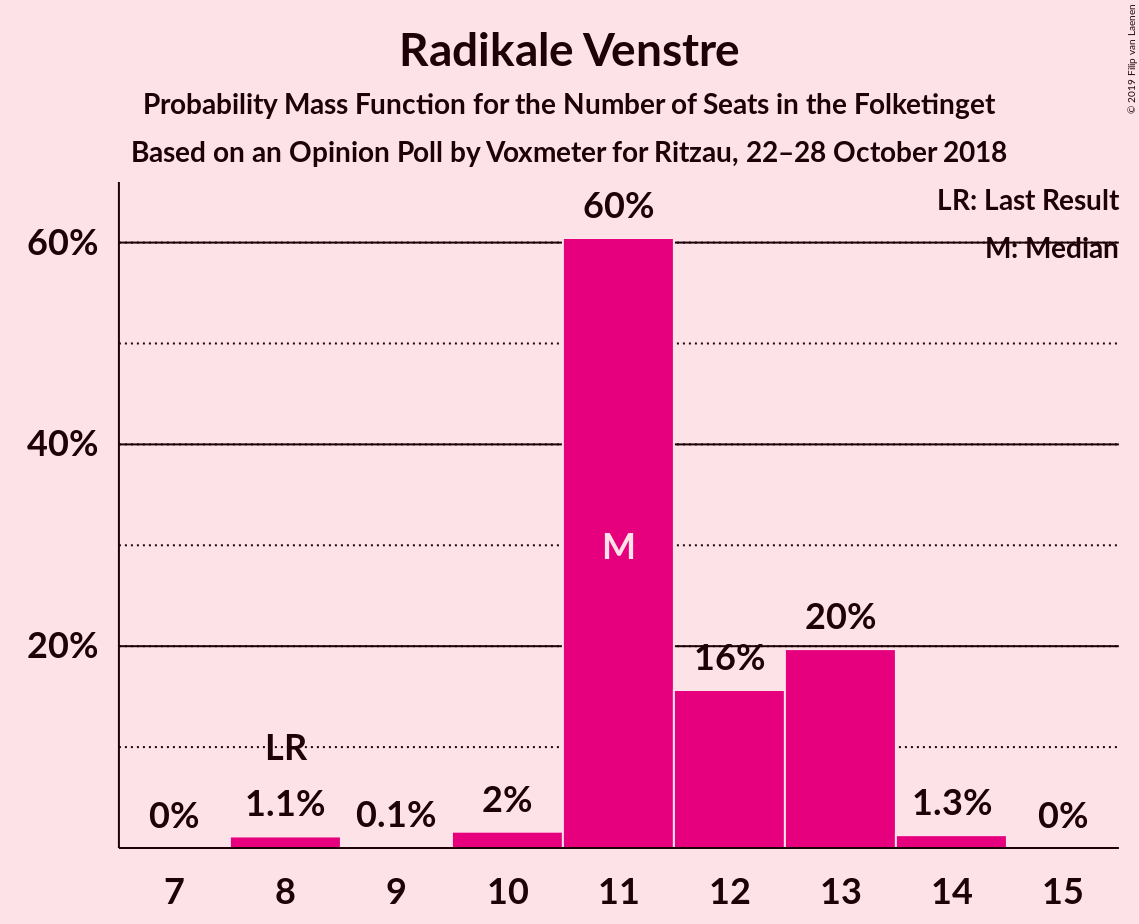 Radikale Venstre
Probability Mass Function for the Number of Seats in the Folketinget
Based on an Opinion Poll by Voxmeter for Ritzau, 22–28 October 2018
© 2019 Filip van Laenen
LR: Last Result
M: Median
60%
40%
20%
0%
LR
1.1%
0.1%
2%
60%
M
16%
20%
1.3%
0%
7 8 9 10 11 12 13 14 15